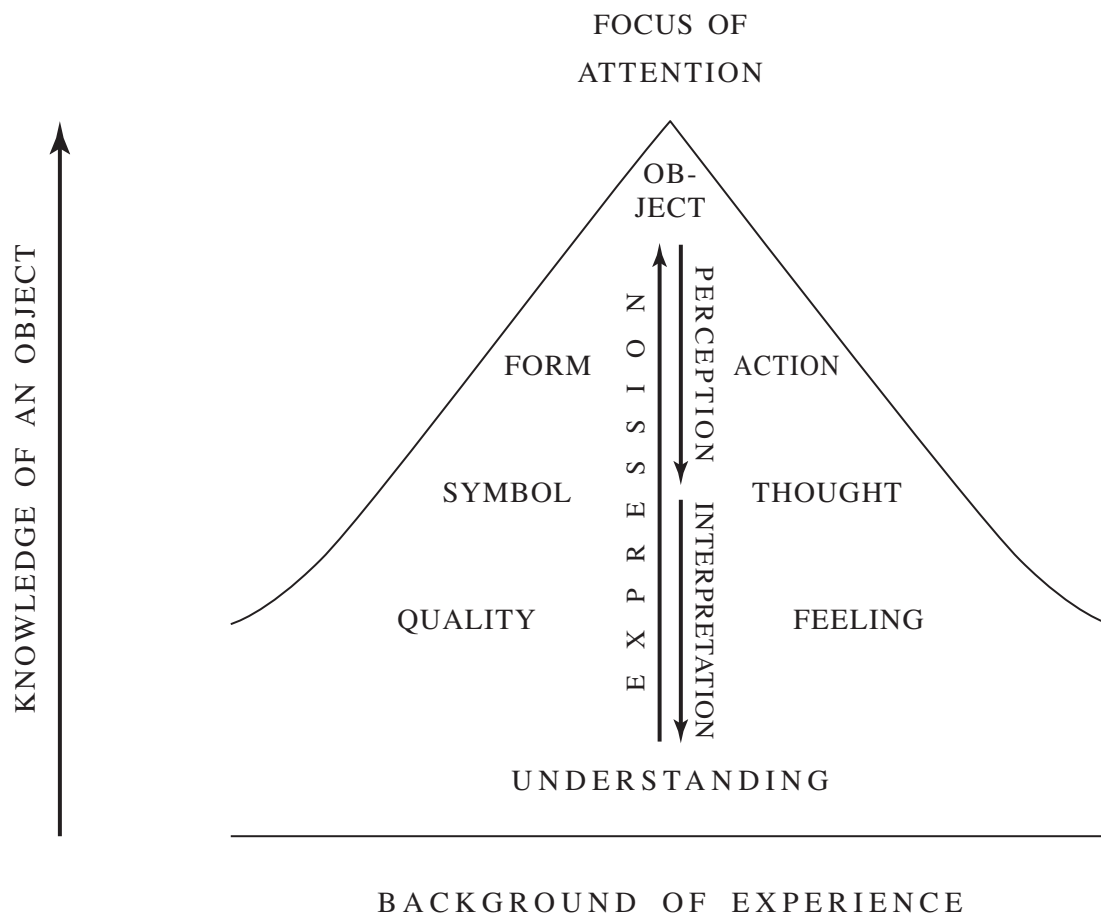 FOCUS OF
ATTENTION
OB-
JECT
KNOWLEDGE OF AN OBJECT
EXPRESSION
PERCEPTION
FORM
ACTION
SYMBOL
THOUGHT
INTERPRETATION
QUALITY
FEELING
UNDERSTANDING
BACKGROUND OF EXPERIENCE